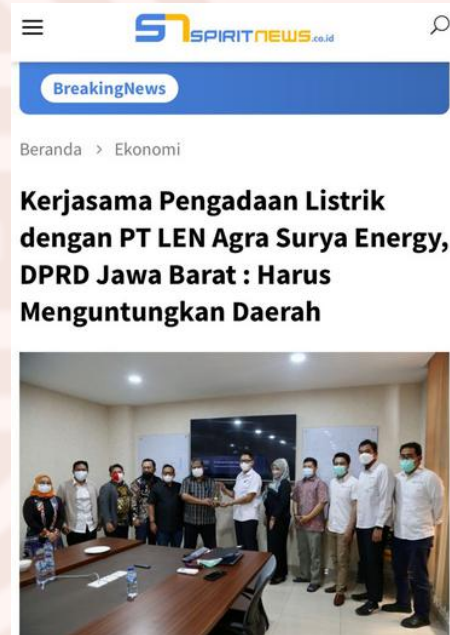 SPIRITNEWS.co.id
BreakingNews
Beranda > Ekonomi
Kerjasama Pengadaan Listrik
dengan PT LEN Agra Surya Energy,
DPRD Jawa Barat : Harus
Menguntungkan Daerah